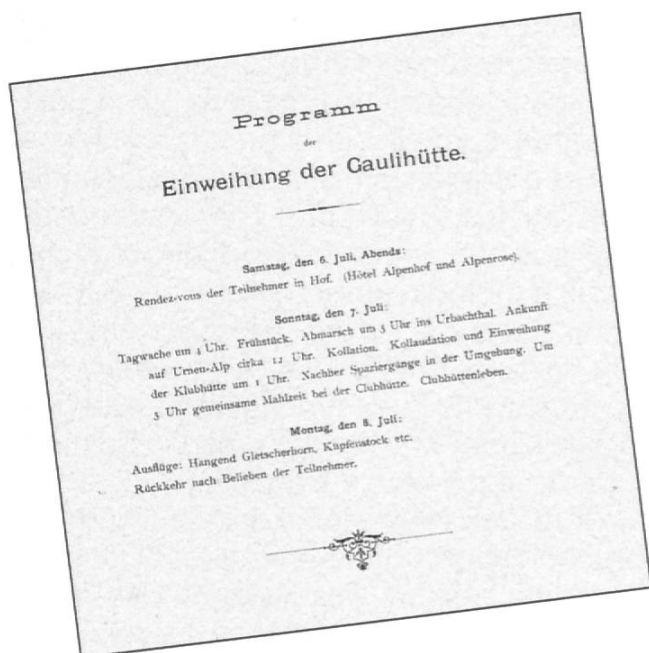 Programm
der
Einweihung der Gaulihütte.
Samstag, den 6. Juli, Abends:
Rendez-vous der Teilnehmer in Hof. (Hôtel Alpenhof und Alpenrose).
Sonntag, den 7. Juli:
Tagwache um 4 Uhr. Frühstück. Abmarsch um 5 Uhr ins Urbachthal. Ankunft
auf Urnen-Alp cirka 12 Uhr. Kollation. Kollaudation und Einweihung
der Klubhütte um 1 Uhr. Nachher Spaziergänge in der Umgebung. Um
5 Uhr gemeinsame Mahlzeit bei der Clubhütte. Clubhüttenleben.
Montag, den 8. Juli:
Ausflüge: Hangend Gletscherhorn, Küpfenstock etc.
Rückkehr nach Belieben der Teilnehmer.